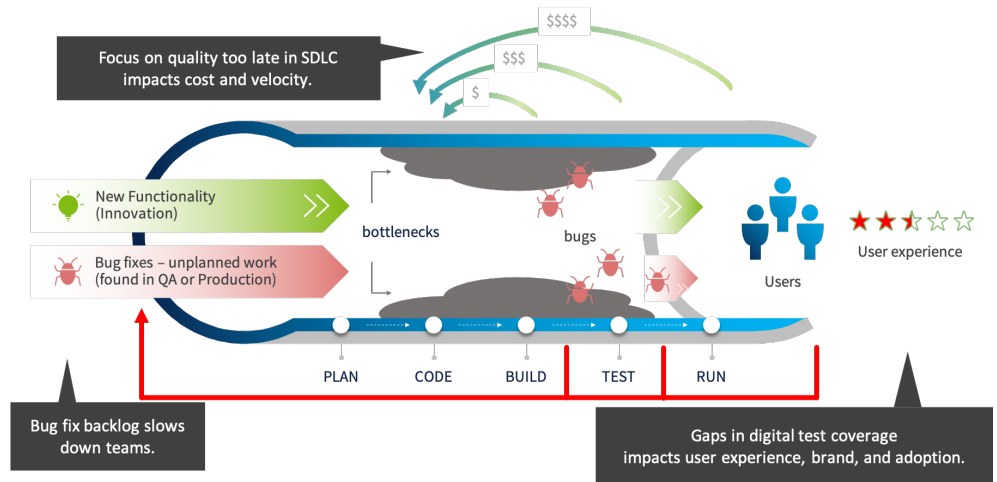 $$$$
Focus on quality too late in SDLC
impacts cost and velocity.
$$$
$
New Functionality
(Innovation)
bottlenecks
bugs
Bug fixes – unplanned work
(found in QA or Production)
Users
User experience
PLAN
CODE
BUILD
TEST
RUN
Bug fix backlog slows
down teams.
Gaps in digital test coverage
impacts user experience, brand, and adoption.